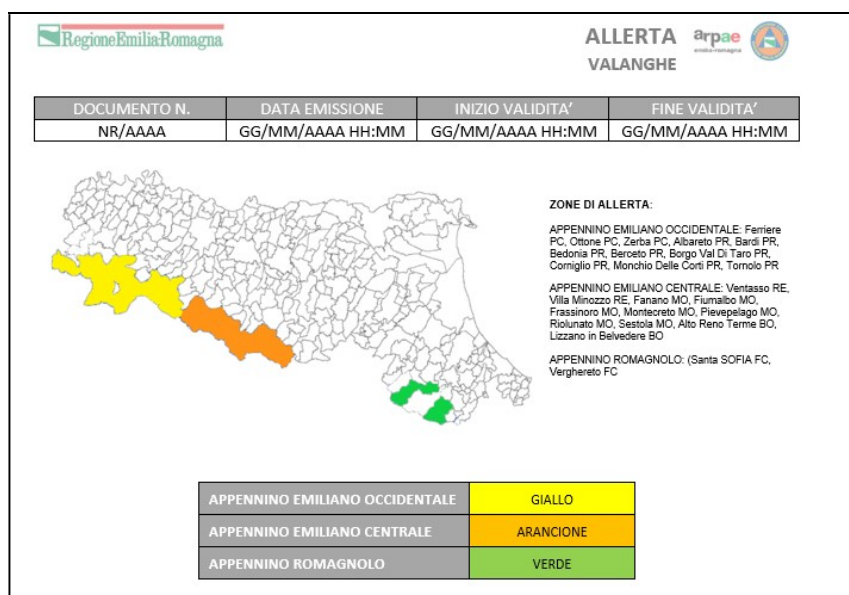 RegioneEmilia-Romagna
ALLERTA
VALANGHE
arpae
emilia-romagna
DOCUMENTO N. DATA EMISSIONE INIZIO VALIDITA’ FINE VALIDITA’
NR/AAAA GG/MM/AAAA HH:MM GG/MM/AAAA HH:MM GG/MM/AAAA HH:MM
ZONE DI ALLERTA:
APPENNINO EMILIANO OCCIDENTALE: Ferriere
PC, Ottone PC, Zerba PC, Albareto PR, Bardi PR,
Bedonia PR, Berceto PR, Borgo Val Di Taro PR,
Corniglio PR, Monchio Delle Corti PR, Tornolo PR
APPENNINO EMILIANO CENTRALE: Ventasso RE,
Villa Minozzo RE, Fanano MO, Fiumalbo MO,
Frassinoro MO, Montecreto MO, Pievepelago MO,
Riolunato MO, Sestola MO, Alto Reno Terme BO,
Lizzano in Belvedere BO
APPENNINO ROMAGNOLO: (Santa SOFIA FC,
Verghereto FC
APPENNINO EMILIANO OCCIDENTALE GIALLO
APPENNINO EMILIANO CENTRALE ARANCIONE
APPENNINO ROMAGNOLO VERDE